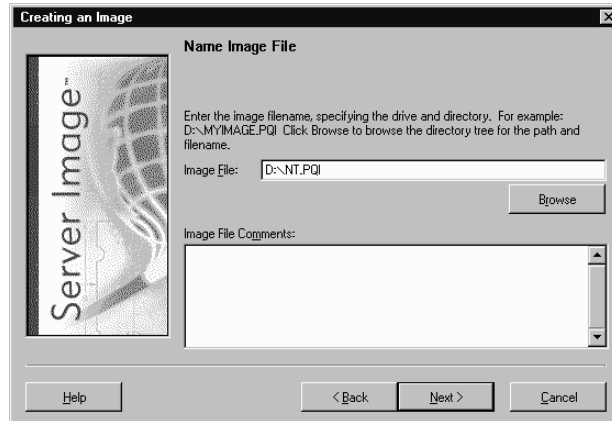 Creating an Image
Server Image™
Name Image File
Enter the image filename, specifying the drive and directory. For example:
D:\MYIMAGE.PQI Click Browse to browse the directory tree for the path and
filename.
Image File:
D:\NT.PQI
Browse
Image File Comments:
Help
< Back
Next >
Cancel